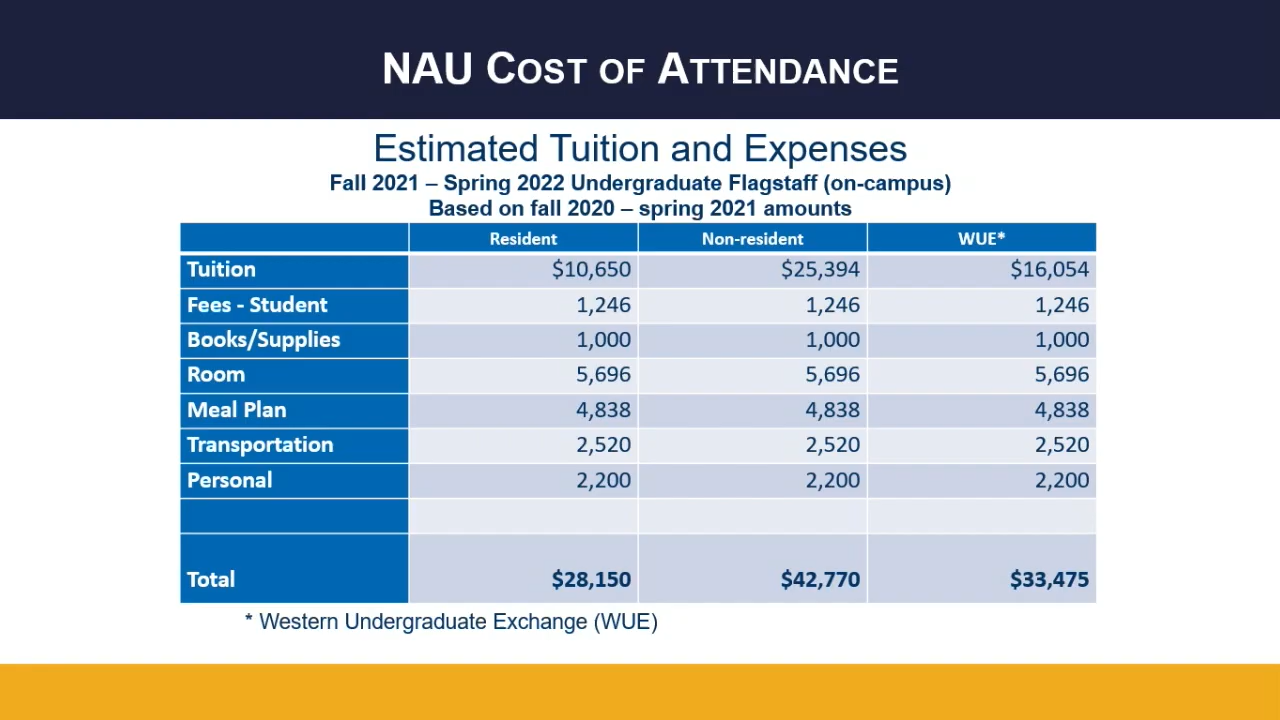 NAU COST OF ATTENDANCE
Estimated Tuition and Expenses
Fall 2021 – Spring 2022 Undergraduate Flagstaff (on-campus)
Based on fall 2020 – spring 2021 amounts
Resident Non-resident WUE*
Tuition $10,650 $25,394 $16,054
Fees - Student 1,246 1,246 1,246
Books/Supplies 1,000 1,000 1,000
Room 5,696 5,696 5,696
Meal Plan 4,838 4,838 4,838
Transportation 2,520 2,520 2,520
Personal 2,200 2,200 2,200
Total $28,150 $42,770 $33,475
* Western Undergraduate Exchange (WUE)